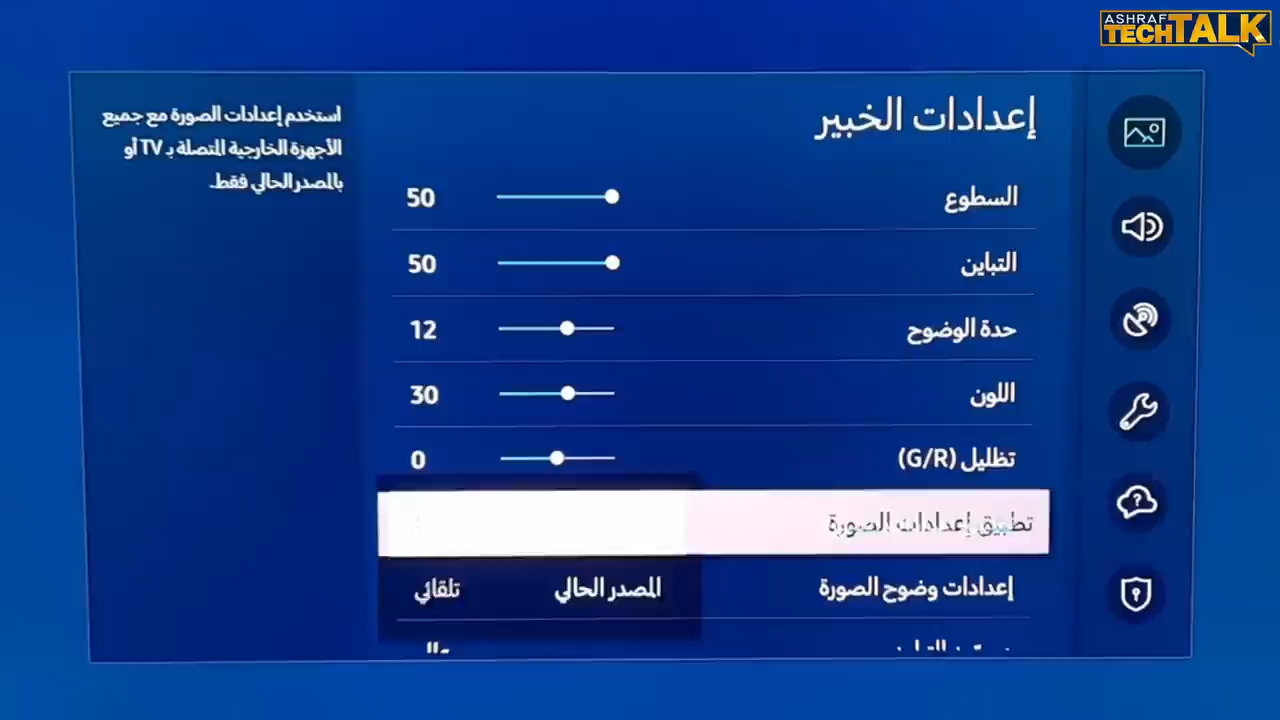 ASHRAF
TECHTALK
إعدادات الخبير
السطوع 50
التباين 50
حدة الوضوح 12
اللون 30
تظليل (G/R) 0
تطبيق إعدادات الصورة
إعدادات وضوح الصورة المصدر الحالي تلقائي
استخدم إعدادات الصورة مع جميع
الأجهزة الخارجية المتصلة بـ TV أو
بالمصدر الحالي فقط.